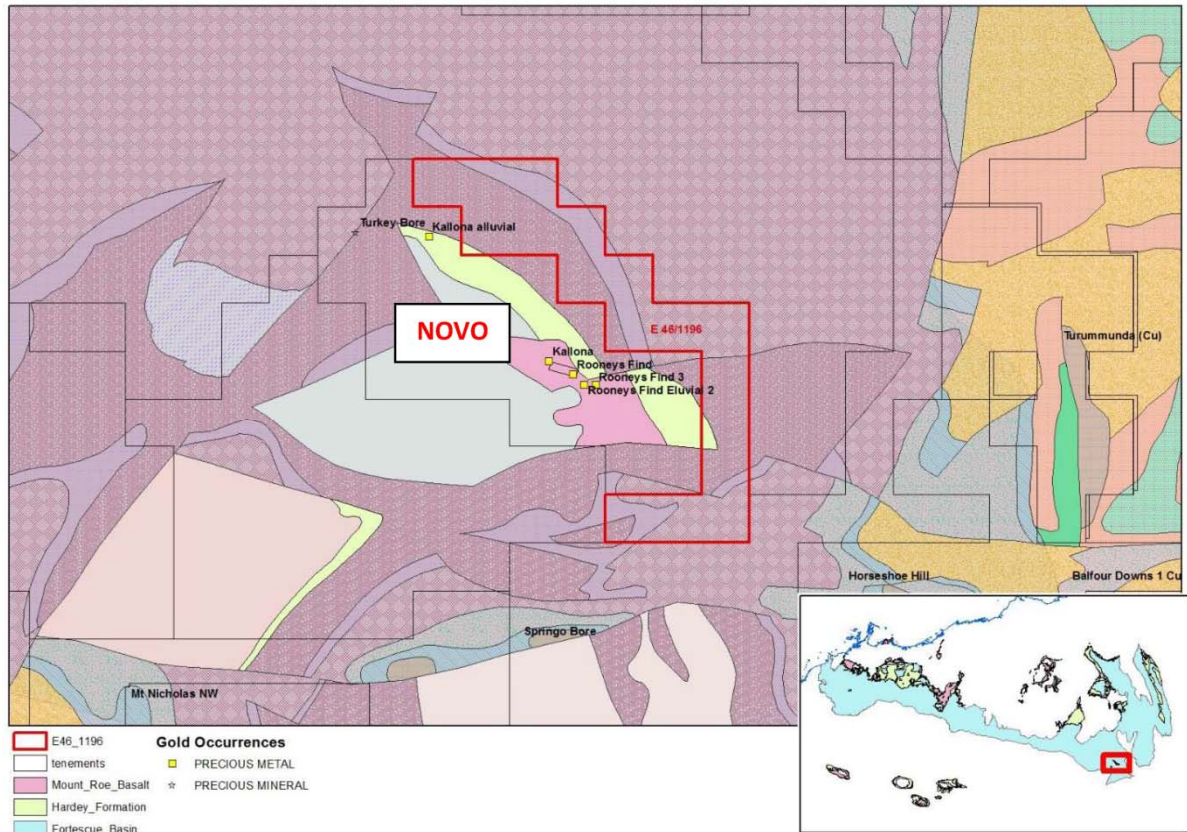 Turkey Bore
Kallona alluvial
NOVO
E 46/1196
Turummunda (Cu)
Kallona
Rooneys Find
Rooneys Find 3
Rooneys Find Eluvial 2
Horseshoe Hill
Balfour Downs 1 Cu
Springo Bore
Mt Nicholas NW
E46_1196
Gold Occurrences
tenements
PRECIOUS METAL
Mount_Roe_Basalt
PRECIOUS MINERAL
Hardey_Formation
Fortescue_Basin